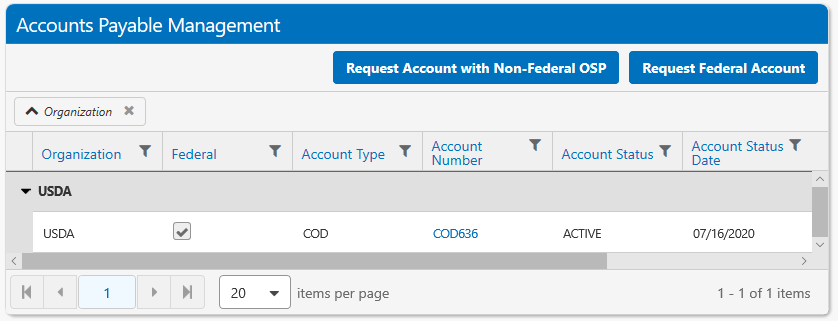 Accounts Payable Management
Request Account with Non-Federal OSP Request Federal Account
Organization
Organization Federal Account Type Account Number Account Status Account Status Date
USDA
USDA COD COD636 ACTIVE 07/16/2020
1 20 items per page 1 - 1 of 1 items